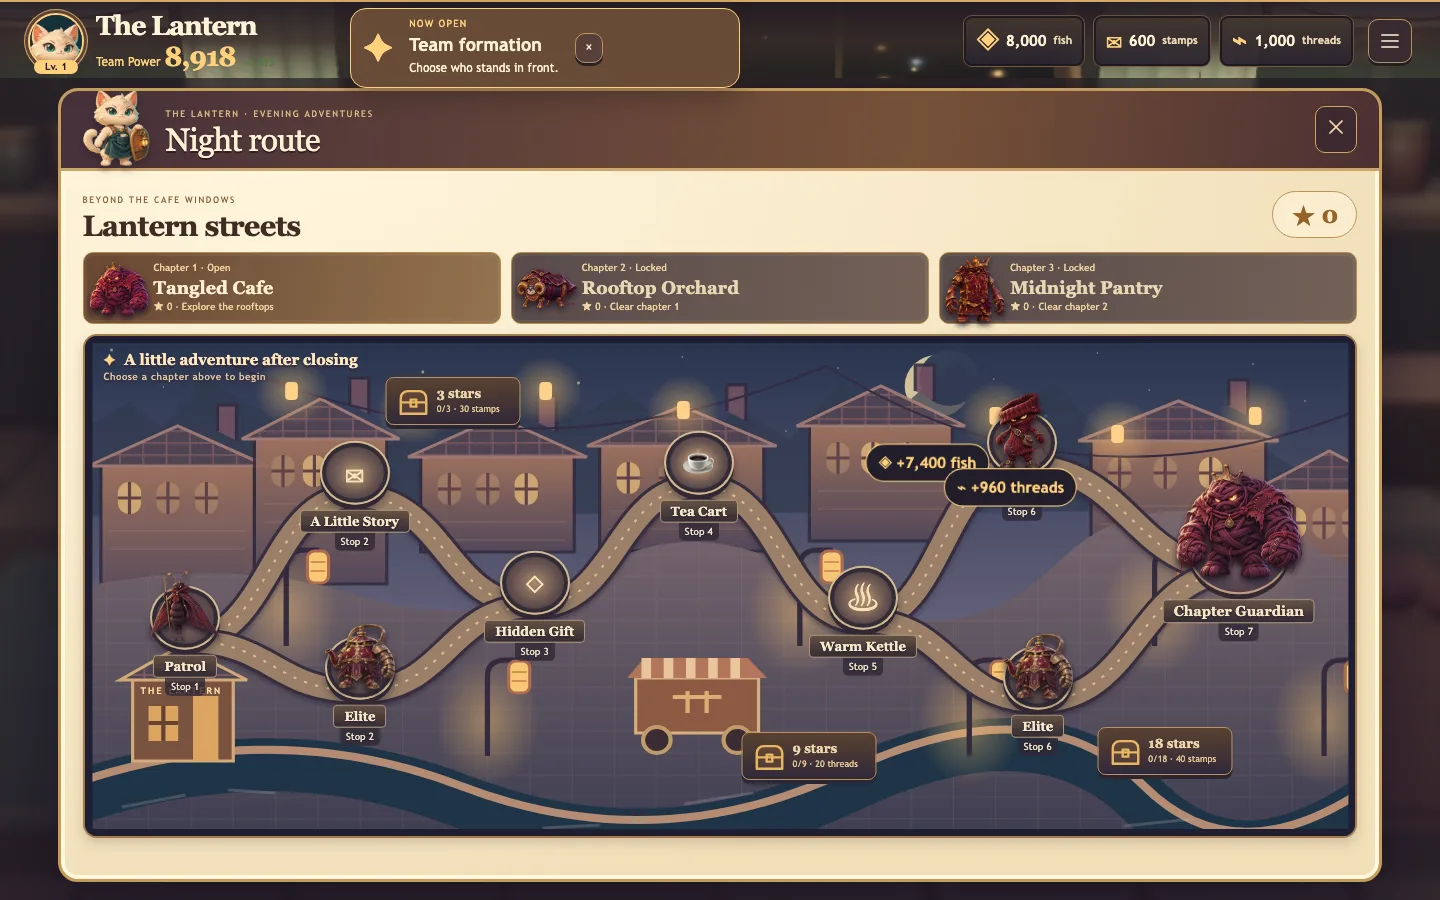 The Lantern
Team Power 8,918
Lv. 1
NOW OPEN
Team formation
Choose who stands in front.
×
8,000 fish
600 stamps
1,000 threads
THE LANTERN · EVENING ADVENTURES
Night route
BEYOND THE CAFE WINDOWS
Lantern streets
★ 0
Chapter 1 · Open
Tangled Cafe
★ 0 · Explore the rooftops
Chapter 2 · Locked
Rooftop Orchard
★ 0 · Clear chapter 1
Chapter 3 · Locked
Midnight Pantry
★ 0 · Clear chapter 2
A little adventure after closing
Choose a chapter above to begin
3 stars
0/3 · 30 stamps
A Little Story
Stop 2
Tea Cart
Stop 4
+7,400 fish
+960 threads
Stop 6
Hidden Gift
Stop 3
Chapter Guardian
Stop 7
Patrol
Stop 1
Warm Kettle
Stop 5
Elite
Stop 2
Elite
Stop 6
9 stars
0/9 · 20 threads
18 stars
0/18 · 40 stamps